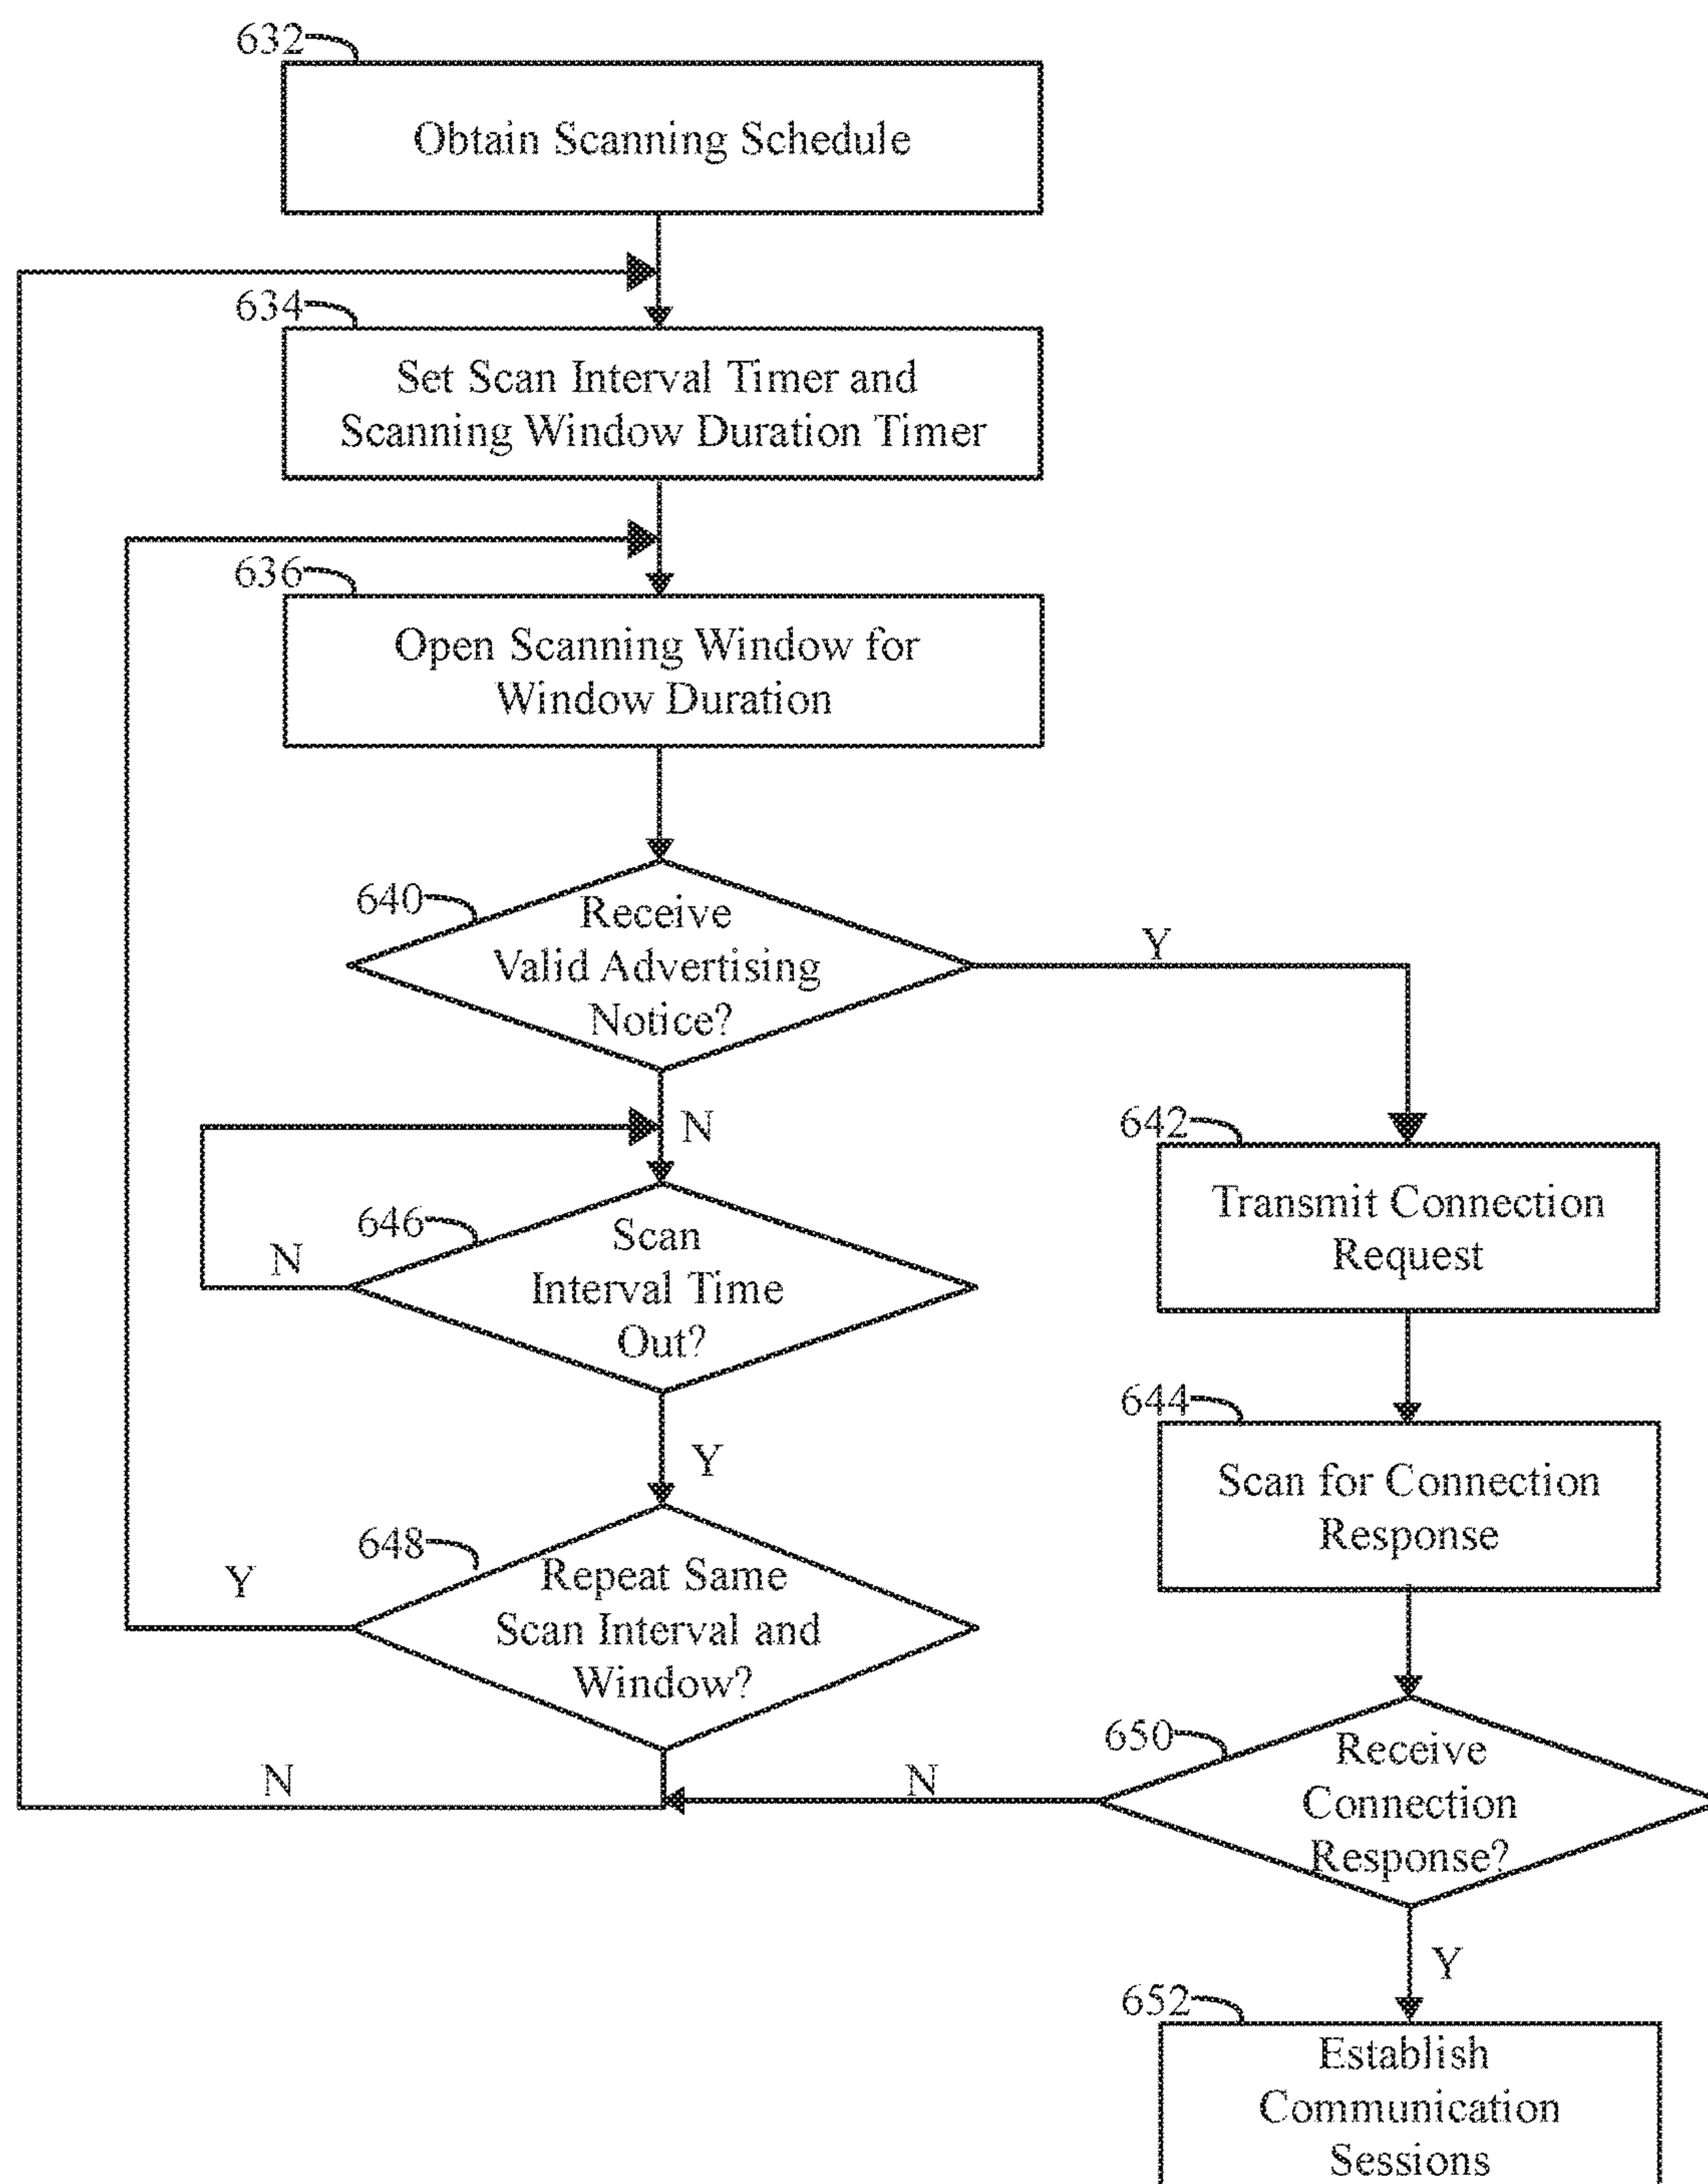 632
Obtain Scanning Schedule
634
Set Scan Interval Timer and
Scanning Window Duration Timer
636
Open Scanning Window for
Window Duration
640
Receive
Valid Advertising
Notice?
Y
N
642
Transmit Connection
Request
646
Scan
Interval Time
Out?
N
Y
644
Scan for Connection
Response
648
Repeat Same
Scan Interval and
Window?
Y
N
650
Receive
Connection
Response?
N
Y
652
Establish
Communication
Sessions